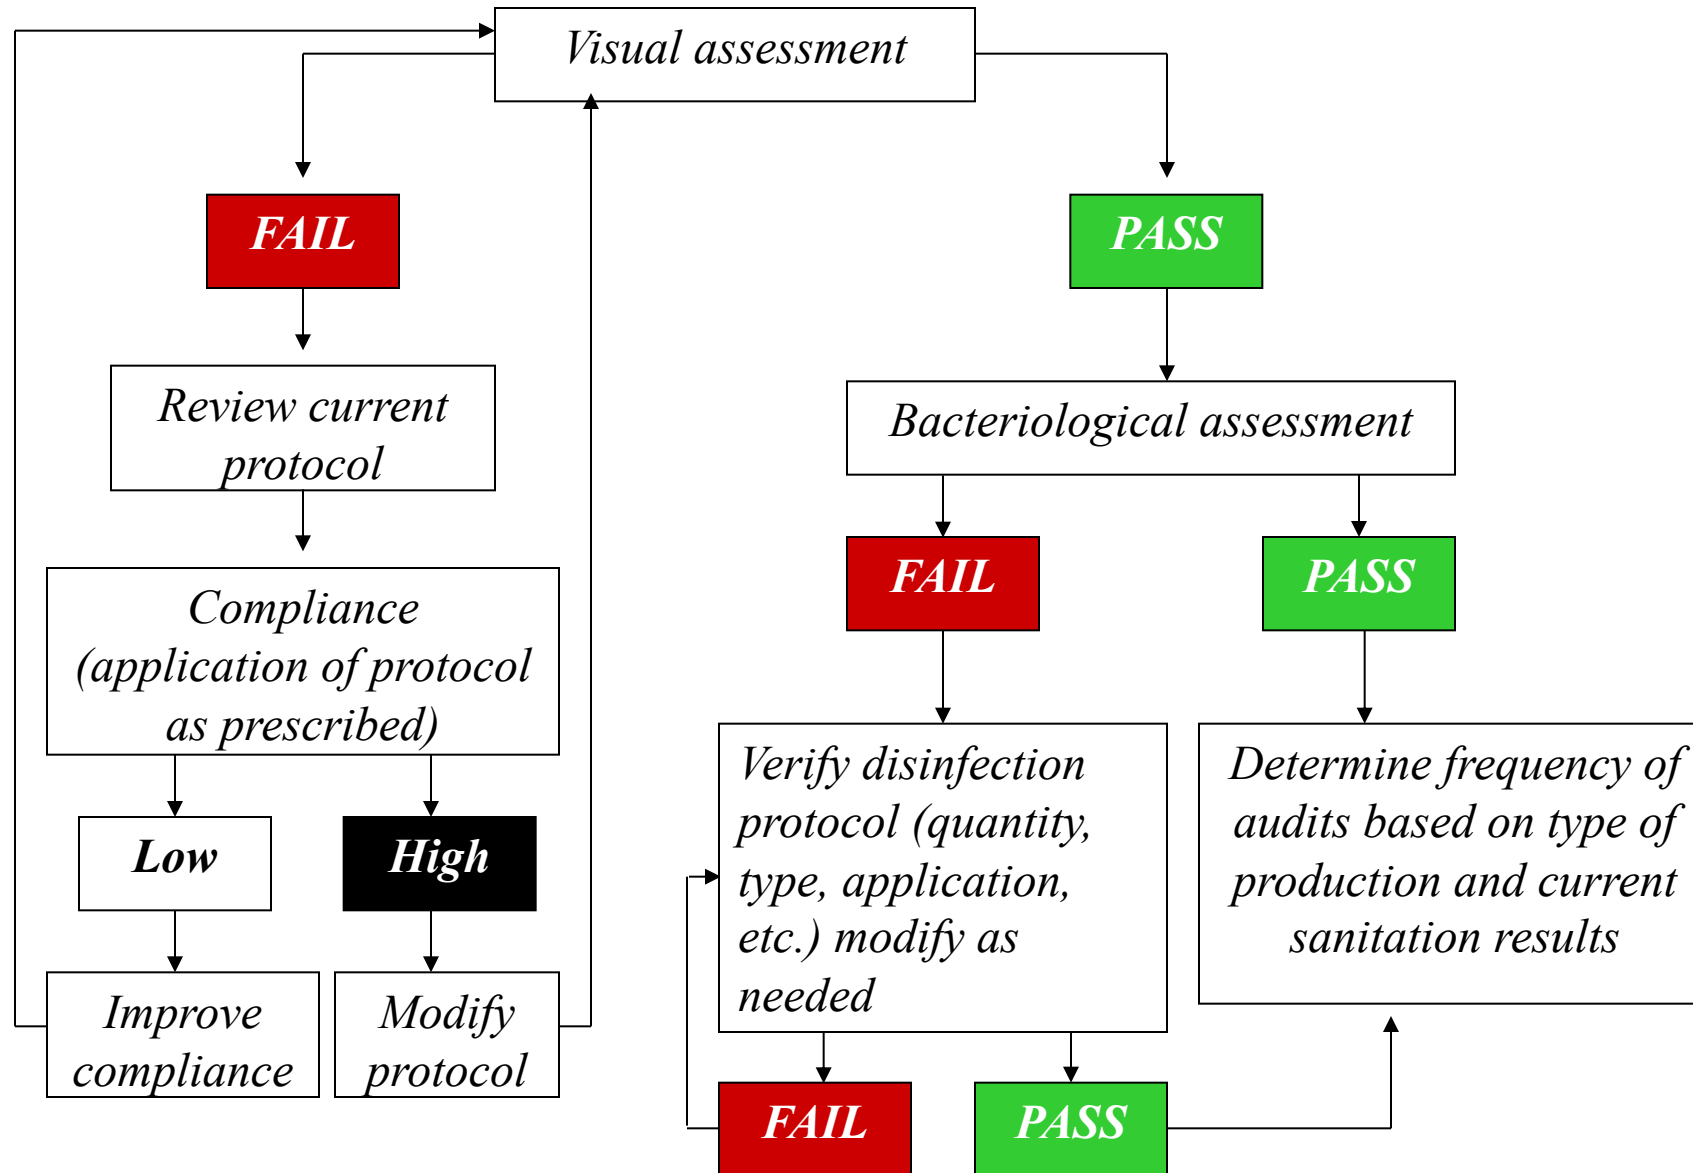 Visual assessment
FAIL
PASS
Review current
protocol
Bacteriological assessment
FAIL
PASS
Compliance
(application of protocol
as prescribed)
Low
High
Verify disinfection
protocol (quantity,
type, application,
etc.) modify as
needed
Determine frequency of
audits based on type of
production and current
sanitation results
Improve
compliance
Modify
protocol
FAIL
PASS